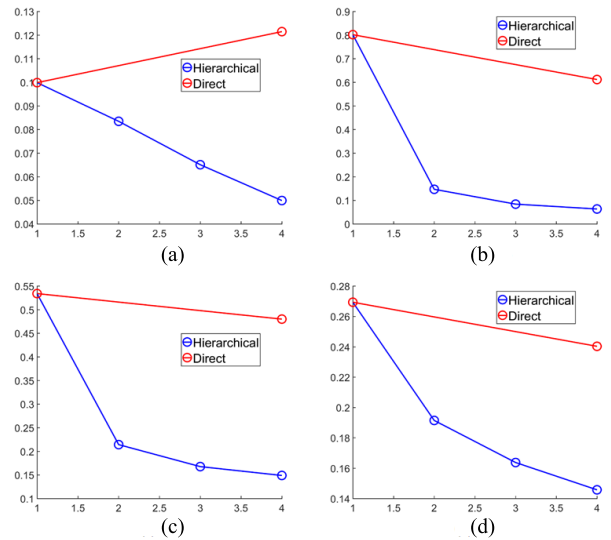 0.13
0.12
0.11
0.1
0.09
0.08
0.07
0.06
0.05
0.04
1 1.5 2 2.5 3 3.5 4
Hierarchical
Direct
(a)
0.9
0.8
0.7
0.6
0.5
0.4
0.3
0.2
0.1
0
1 1.5 2 2.5 3 3.5 4
Hierarchical
Direct
(b)
0.55
0.5
0.45
0.4
0.35
0.3
0.25
0.2
0.15
0.1
1 1.5 2 2.5 3 3.5 4
Hierarchical
Direct
(c)
0.28
0.26
0.24
0.22
0.2
0.18
0.16
0.14
1 1.5 2 2.5 3 3.5 4
Hierarchical
Direct
(d)